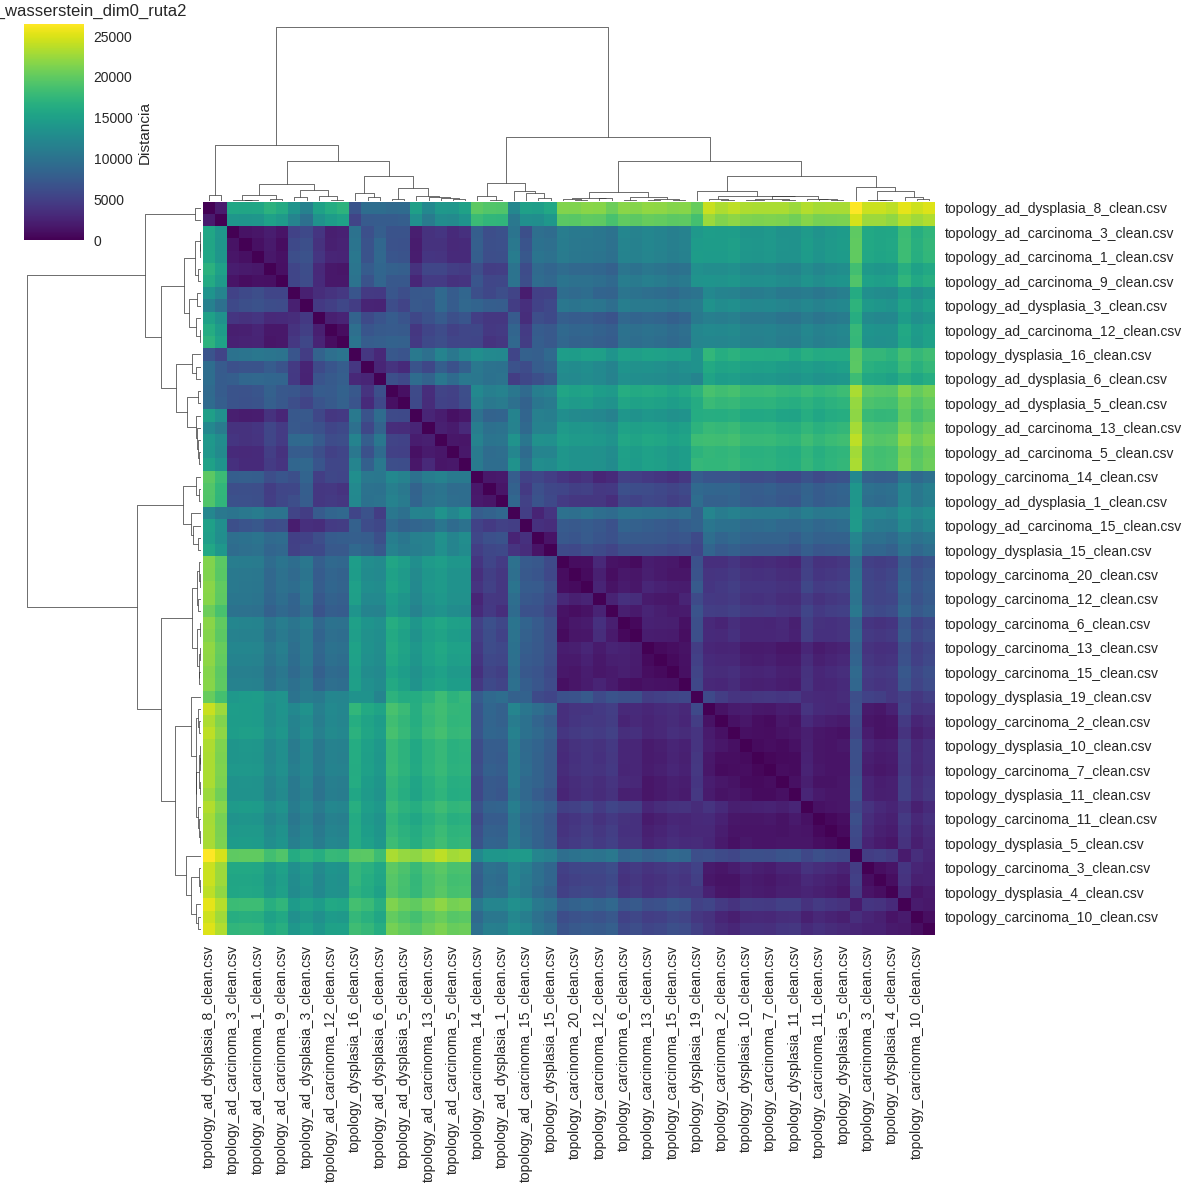 _wasserstein_dim0_ruta2
25000
20000
15000
10000
5000
0
Distancia
topology_ad_dysplasia_8_clean.csv
topology_ad_carcinoma_3_clean.csv
topology_ad_carcinoma_1_clean.csv
topology_ad_carcinoma_9_clean.csv
topology_ad_dysplasia_3_clean.csv
topology_ad_carcinoma_12_clean.csv
topology_dysplasia_16_clean.csv
topology_ad_dysplasia_6_clean.csv
topology_ad_dysplasia_5_clean.csv
topology_ad_carcinoma_13_clean.csv
topology_ad_carcinoma_5_clean.csv
topology_carcinoma_14_clean.csv
topology_ad_dysplasia_1_clean.csv
topology_ad_carcinoma_15_clean.csv
topology_dysplasia_15_clean.csv
topology_carcinoma_20_clean.csv
topology_carcinoma_12_clean.csv
topology_carcinoma_6_clean.csv
topology_carcinoma_13_clean.csv
topology_carcinoma_15_clean.csv
topology_dysplasia_19_clean.csv
topology_carcinoma_2_clean.csv
topology_dysplasia_10_clean.csv
topology_carcinoma_7_clean.csv
topology_dysplasia_11_clean.csv
topology_carcinoma_11_clean.csv
topology_dysplasia_5_clean.csv
topology_carcinoma_3_clean.csv
topology_dysplasia_4_clean.csv
topology_carcinoma_10_clean.csv
topology_ad_dysplasia_8_clean.csv
topology_ad_carcinoma_3_clean.csv
topology_ad_carcinoma_1_clean.csv
topology_ad_carcinoma_9_clean.csv
topology_ad_dysplasia_3_clean.csv
topology_ad_carcinoma_12_clean.csv
topology_dysplasia_16_clean.csv
topology_ad_dysplasia_6_clean.csv
topology_ad_dysplasia_5_clean.csv
topology_ad_carcinoma_13_clean.csv
topology_ad_carcinoma_5_clean.csv
topology_carcinoma_14_clean.csv
topology_ad_dysplasia_1_clean.csv
topology_ad_carcinoma_15_clean.csv
topology_dysplasia_15_clean.csv
topology_carcinoma_20_clean.csv
topology_carcinoma_12_clean.csv
topology_carcinoma_6_clean.csv
topology_carcinoma_13_clean.csv
topology_carcinoma_15_clean.csv
topology_dysplasia_19_clean.csv
topology_carcinoma_2_clean.csv
topology_dysplasia_10_clean.csv
topology_carcinoma_7_clean.csv
topology_dysplasia_11_clean.csv
topology_carcinoma_11_clean.csv
topology_dysplasia_5_clean.csv
topology_carcinoma_3_clean.csv
topology_dysplasia_4_clean.csv
topology_carcinoma_10_clean.csv